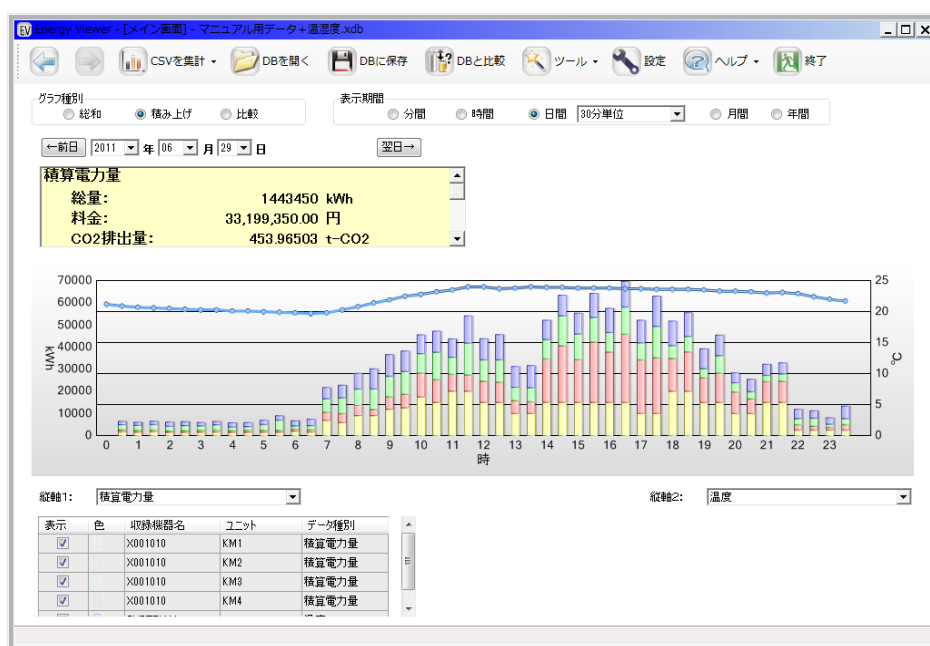 EV Energy Viewer - [メイン画面] - マニュアル用データ+温湿度.xdb
CSVを集計 DBを開く DBに保存 DBと比較 ツール 設定 ヘルプ 終了
グラフ種別 表示期間
総和 積み上げ 比較 分間 時間 日間 30分単位 月間 年間
←前日 2011 年 06 月 29 日 翌日→
積算電力量
総量: 1443450 kWh
料金: 33,199,350.00 円
CO2排出量: 453.96503 t-CO2
70000 25
60000 20
50000
40000 15
30000 10
20000
10000 5
0 0
kWh
℃
0 1 2 3 4 5 6 7 8 9 10 11 12 13 14 15 16 17 18 19 20 21 22 23
時
縦軸1: 積算電力量 縦軸2: 温度
表示 色 収録機器名 ユニット データ種別
X001010 KM1 積算電力量
X001010 KM2 積算電力量
X001010 KM3 積算電力量
X001010 KM4 積算電力量